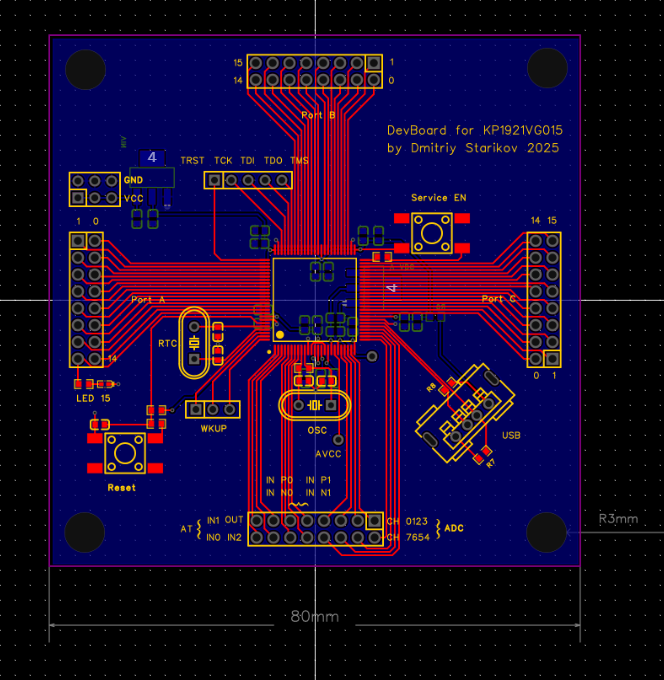 15 1
14 0
Port B
DevBoard for KP1921VG015
by Dmitriy Starikov 2025
4
TRST TCK TDI TDO TMS
GND
VCC
Service EN
1 0
14 15
4
Port A
Port C
RTC
14
0 1
LED 15
R8
OSC
WKUP
USB
AVCC
R7
Reset
IN P0 IN P1
IN N0 IN N1
R3mm
AT { IN1 OUT
IN0 IN2
CH 0123 } ADC
CH 7654
80mm